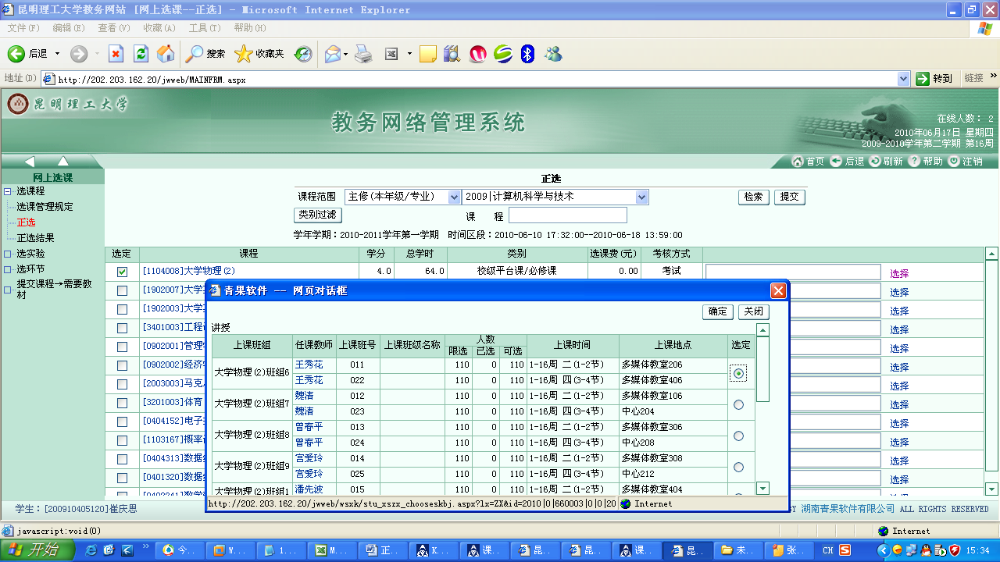 昆明理工大学教务网站 [网上选课--正选] - Microsoft Internet Explorer
文件(F) 编辑(E) 查看(V) 收藏(A) 工具(T) 帮助(H)
后退 搜索 收藏夹
地址(D) http://202.203.162.20/jwweb/MAINFRM.aspx 转到 链接 »
昆明理工大学
教务网络管理系统
在线人数: 2
2010年06月17日 星期四
2009-2010学年第二学期 第16周
首页 后退 刷新 帮助 注销
网上选课
选课程
选课管理规定
正选
正选结果
选实验
选环节
提交课程→需要教
材
正选
课程范围 主修(本年级/专业) 2009|计算机科学与技术 检索 提交
类别过滤 课 程
学年学期:2010-2011学年第一学期 时间区段:2010-06-10 17:32:00--2010-06-18 13:59:00
选定 课程 学分 总学时 类别 选课费(元) 考核方式
[1104008]大学物理(2) 4.0 64.0 校级平台课/必修课 0.00 考试 选择
[1902007]大学 选择
[1902003]大学 选择
[3401003]工程 选择
[0902001]管理 选择
[0902002]经济 选择
[2003003]马克 选择
[3201003]体育 选择
[0404152]电子 选择
[1103167]概率 选择
[0404313]数据 选择
[0401320]数据 选择
青果软件 -- 网页对话框
确定 关闭
讲授
上课班组 任课教师 上课班号 上课班级名称 人数 上课时间 上课地点 选定
限选 已选 可选
大学物理(2)班组6 王秀花 011 110 0 110 1-16周 二(1-2节) 多媒体教室206
王秀花 022 110 0 110 1-16周 四(3-4节) 多媒体教室406
大学物理(2)班组7 魏清 012 110 0 110 1-16周 二(1-2节) 多媒体教室106
魏清 023 110 0 110 1-16周 四(3-4节) 中心204
大学物理(2)班组8 曾春平 013 110 0 110 1-16周 二(1-2节) 多媒体教室306
曾春平 024 110 0 110 1-16周 四(3-4节) 中心208
大学物理(2)班组9 宫爱玲 014 110 0 110 1-16周 二(1-2节) 多媒体教室308
宫爱玲 025 110 0 110 1-16周 四(3-4节) 中心212
大学物理(2)班组1 潘先波 015 110 0 110 1-16周 二(1-2节) 多媒体教室404
http://202.203.162.20/jwweb/wsxk/stu_xszx_chooseskbj.aspx?lx=ZX&id=2010|0|660003|0|0|0|20 Internet
学生:[200910405120]崔庆思 BY 湖南青果软件有限公司 ALL RIGHTS RESERVED
javascript:void(0) Internet
开始 » 今... W... 1... M... 正... K... 课... 昆... 昆... 课... 昆... 未... 张... CH 15:34